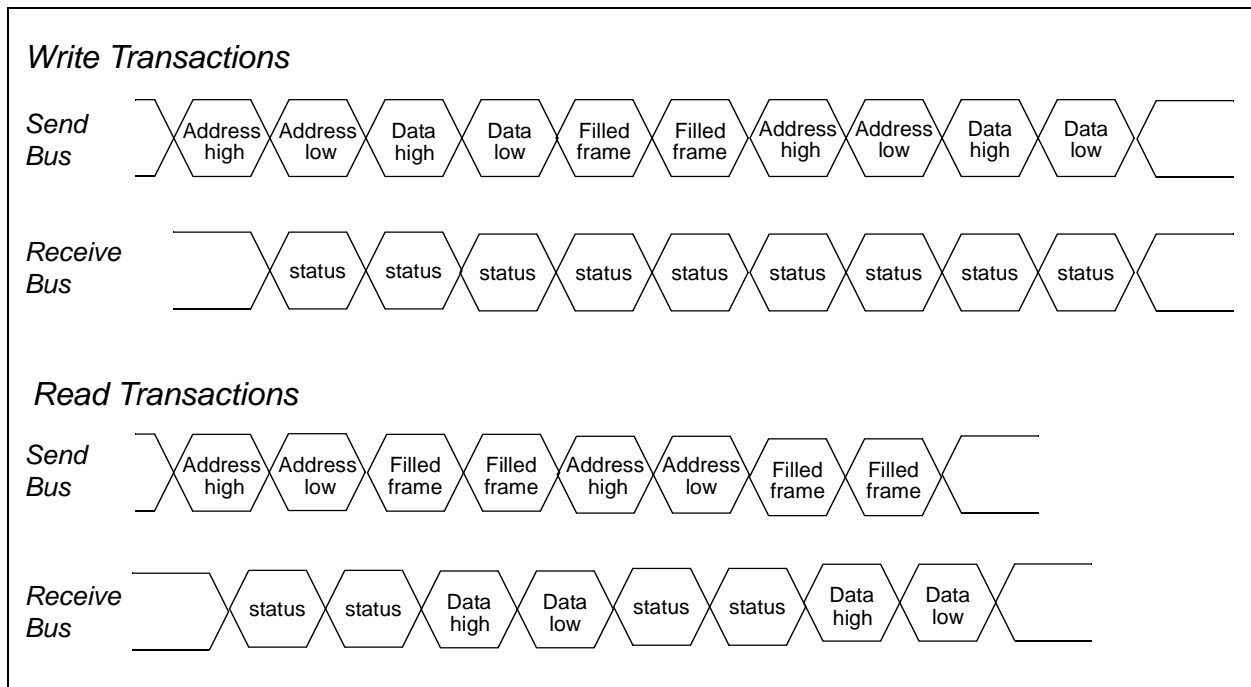 Write Transactions
Send
Bus
Address
high
Address
low
Data
high
Data
low
Filled
frame
Filled
frame
Address
high
Address
low
Data
high
Data
low
Receive
Bus
status
status
status
status
status
status
status
status
status
Read Transactions
Send
Bus
Address
high
Address
low
Filled
frame
Filled
frame
Address
high
Address
low
Filled
frame
Filled
frame
Receive
Bus
status
status
Data
high
Data
low
status
status
Data
high
Data
low